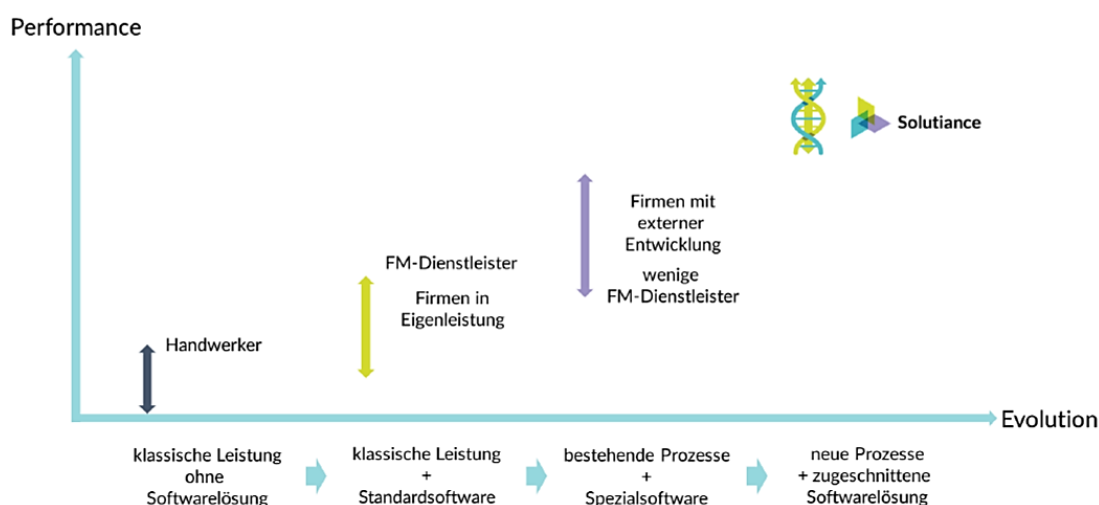 Performance
Solutiance
Firmen mit
externer
Entwicklung
wenige
FM-Dienstleister
FM-Dienstleister
Firmen in
Eigenleistung
Handwerker
Evolution
klassische Leistung
ohne
Softwarelösung
klassische Leistung
+
Standardsoftware
bestehende Prozesse
+
Spezialsoftware
neue Prozesse
+ zugeschnittene
Softwarelösung